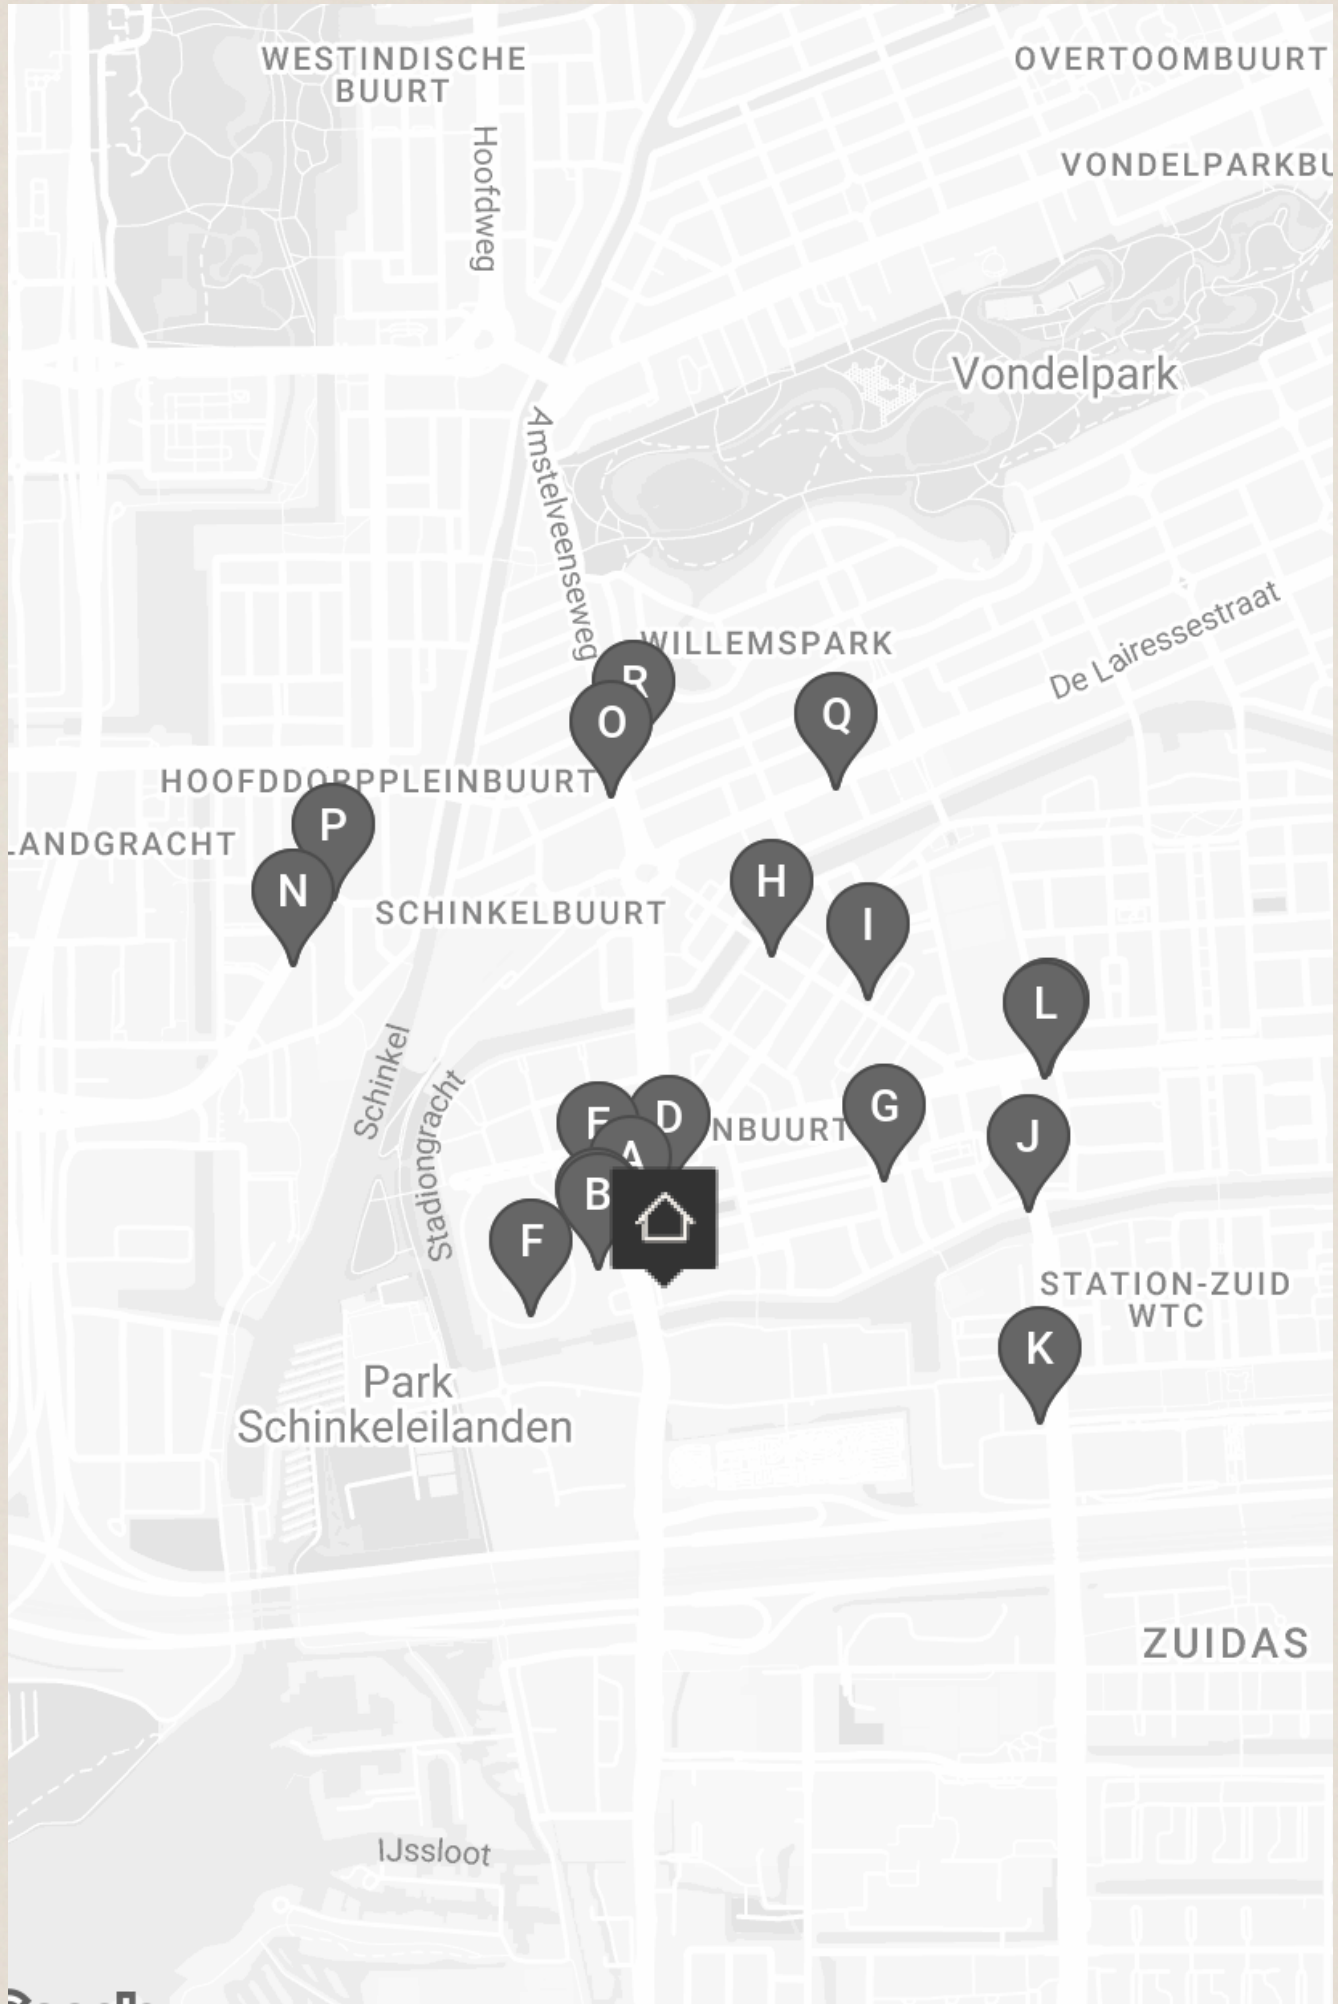 WESTINDISCHE
BUURT
OVERTOOMBUURT
Hoofdweg
VONDELPARKBU
Vondelpark
Amstelveenseweg
De Lairessestraat
WILLEMSPARK
R
O
Q
HOOFDDORPPLEINBUURT
P
LANDGRACHT
N
H
SCHINKELBUURT
I
L
Schinkel
Stadiongracht
E
D
NBUURT
G
J
A
B
F
STATION-ZUID
WTC
K
Park
Schinkeleilanden
ZUIDAS
IJssloot